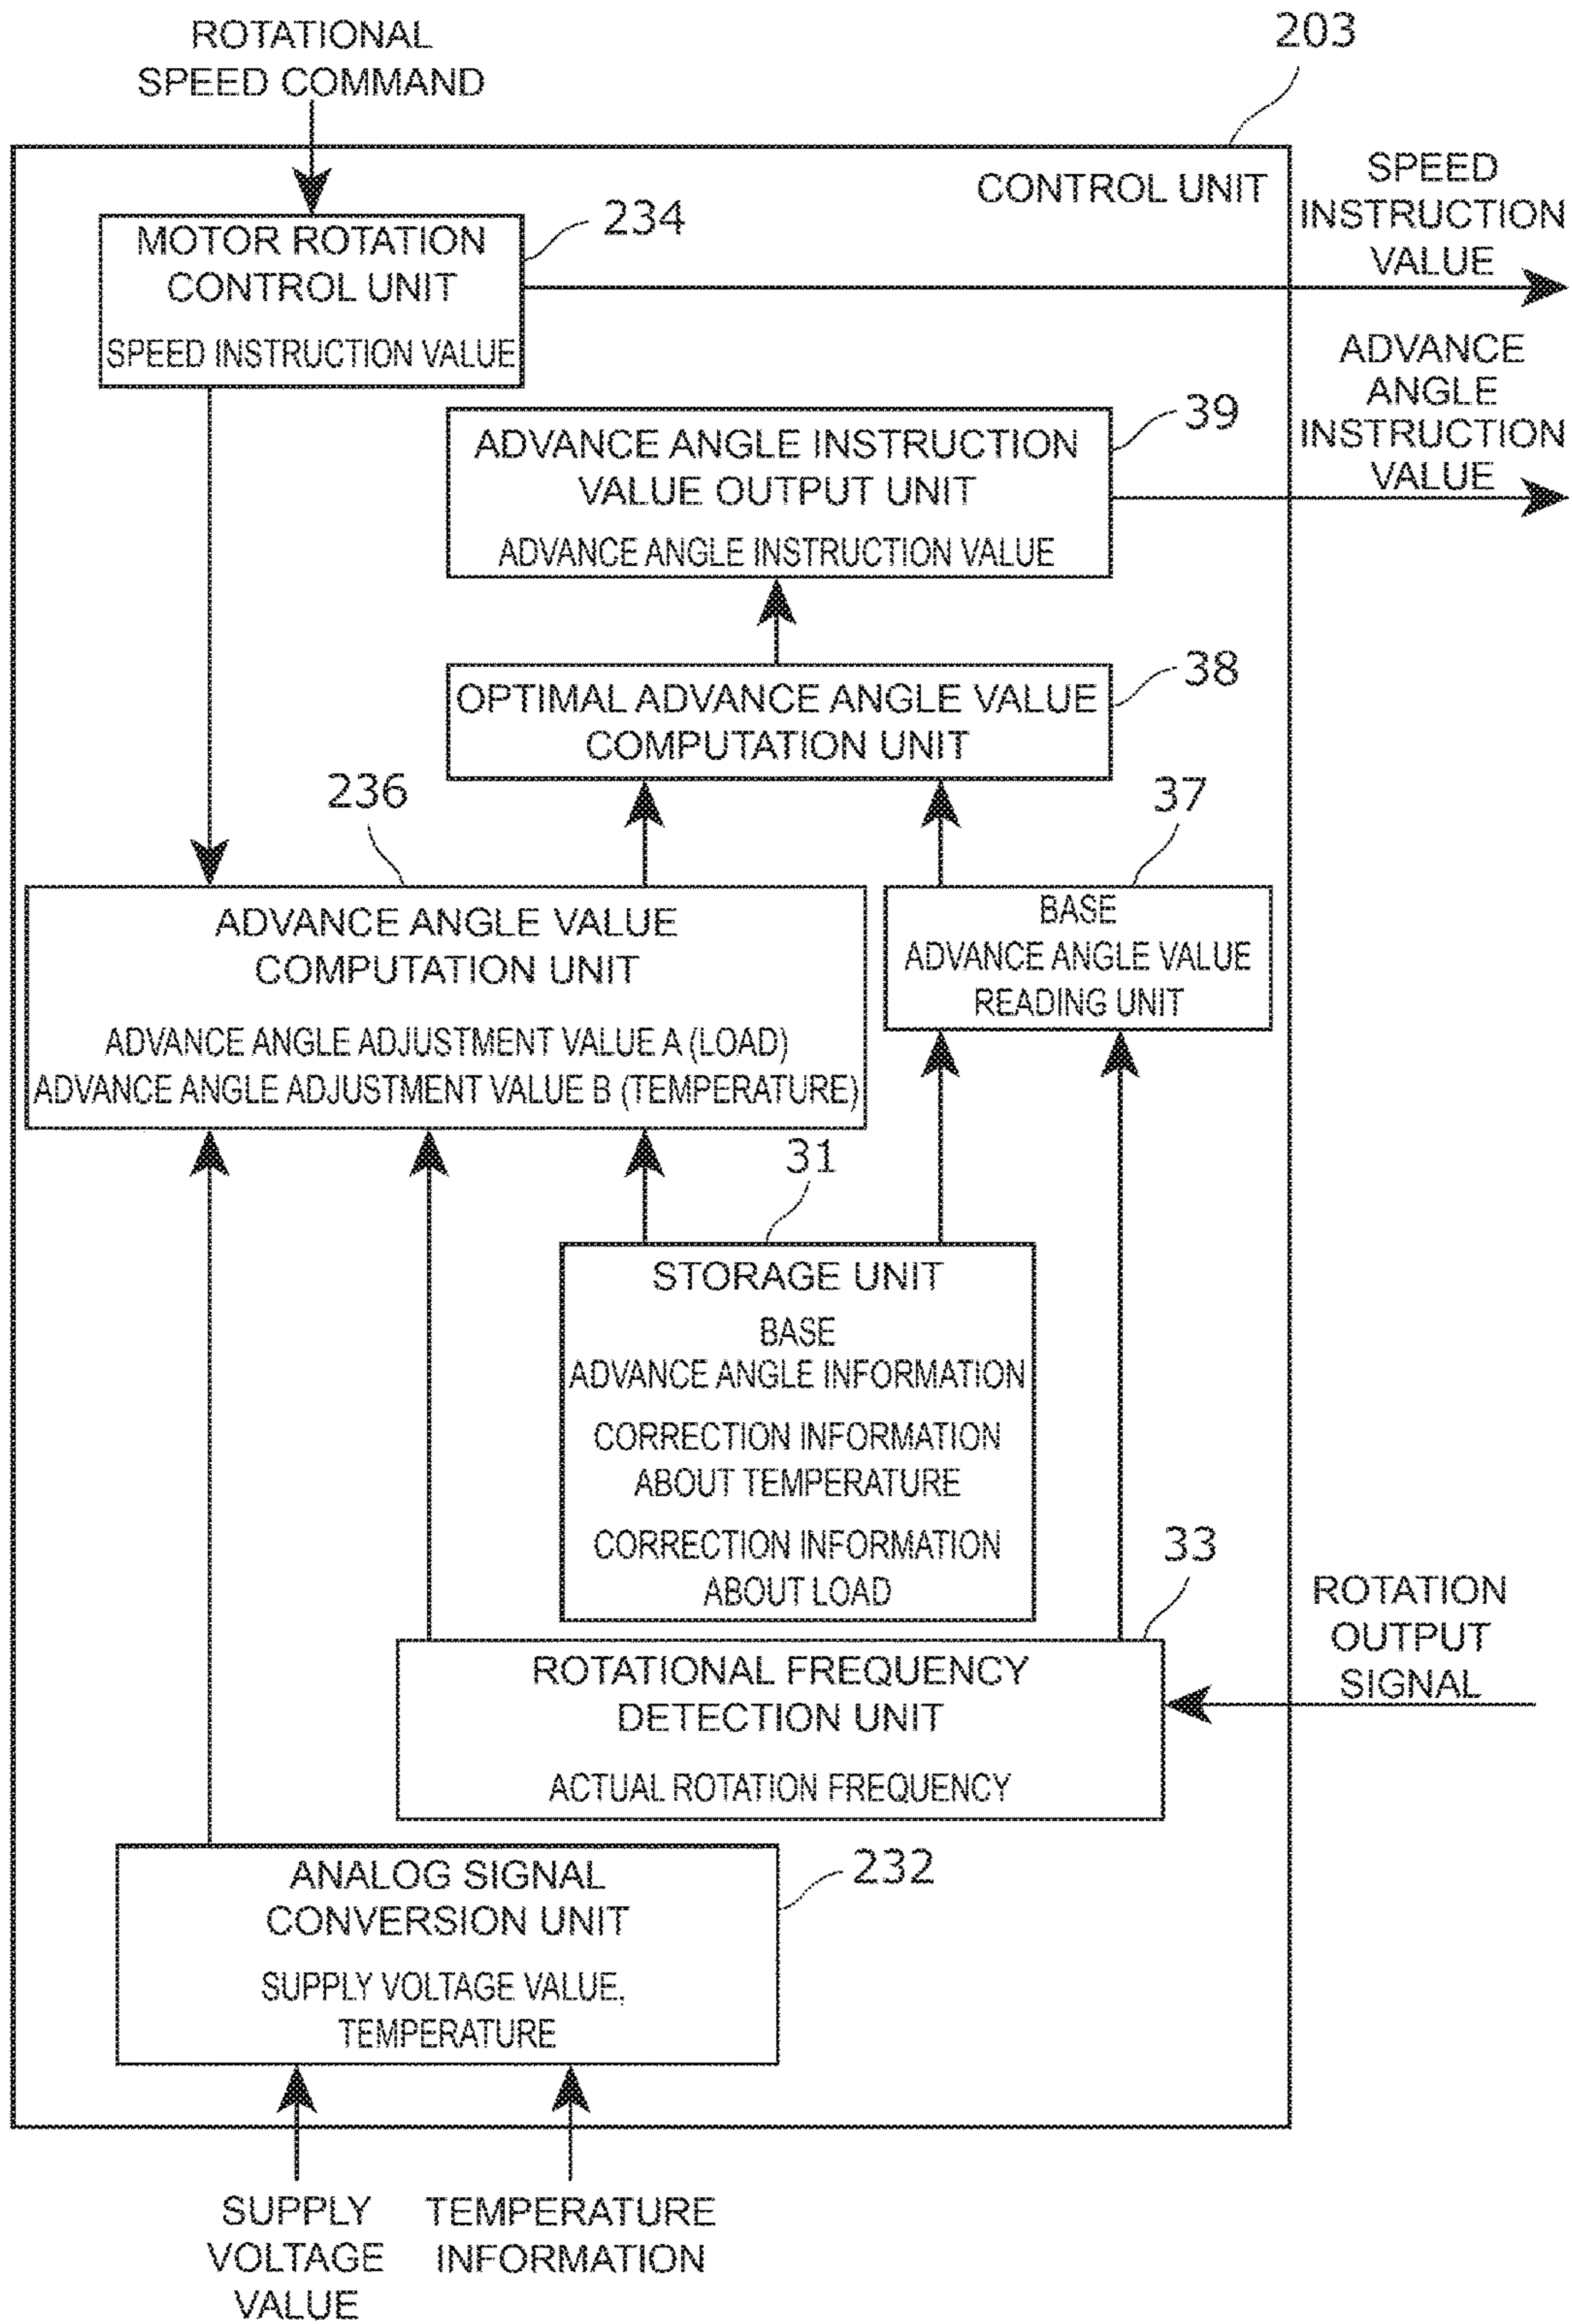 ROTATIONAL
SPEED COMMAND
203
CONTROL UNIT
SPEED
INSTRUCTION
VALUE
234
MOTOR ROTATION
CONTROL UNIT
SPEED INSTRUCTION VALUE
ADVANCE
ANGLE
INSTRUCTION
VALUE
39
ADVANCE ANGLE INSTRUCTION
VALUE OUTPUT UNIT
ADVANCE ANGLE INSTRUCTION VALUE
38
OPTIMAL ADVANCE ANGLE VALUE
COMPUTATION UNIT
236
37
ADVANCE ANGLE VALUE
COMPUTATION UNIT
ADVANCE ANGLE ADJUSTMENT VALUE A (LOAD)
ADVANCE ANGLE ADJUSTMENT VALUE B (TEMPERATURE)
BASE
ADVANCE ANGLE VALUE
READING UNIT
31
STORAGE UNIT
BASE
ADVANCE ANGLE INFORMATION
CORRECTION INFORMATION
ABOUT TEMPERATURE
CORRECTION INFORMATION
ABOUT LOAD
33
ROTATIONAL FREQUENCY
DETECTION UNIT
ACTUAL ROTATION FREQUENCY
ROTATION
OUTPUT
SIGNAL
232
ANALOG SIGNAL
CONVERSION UNIT
SUPPLY VOLTAGE VALUE,
TEMPERATURE
SUPPLY
VOLTAGE
VALUE
TEMPERATURE
INFORMATION